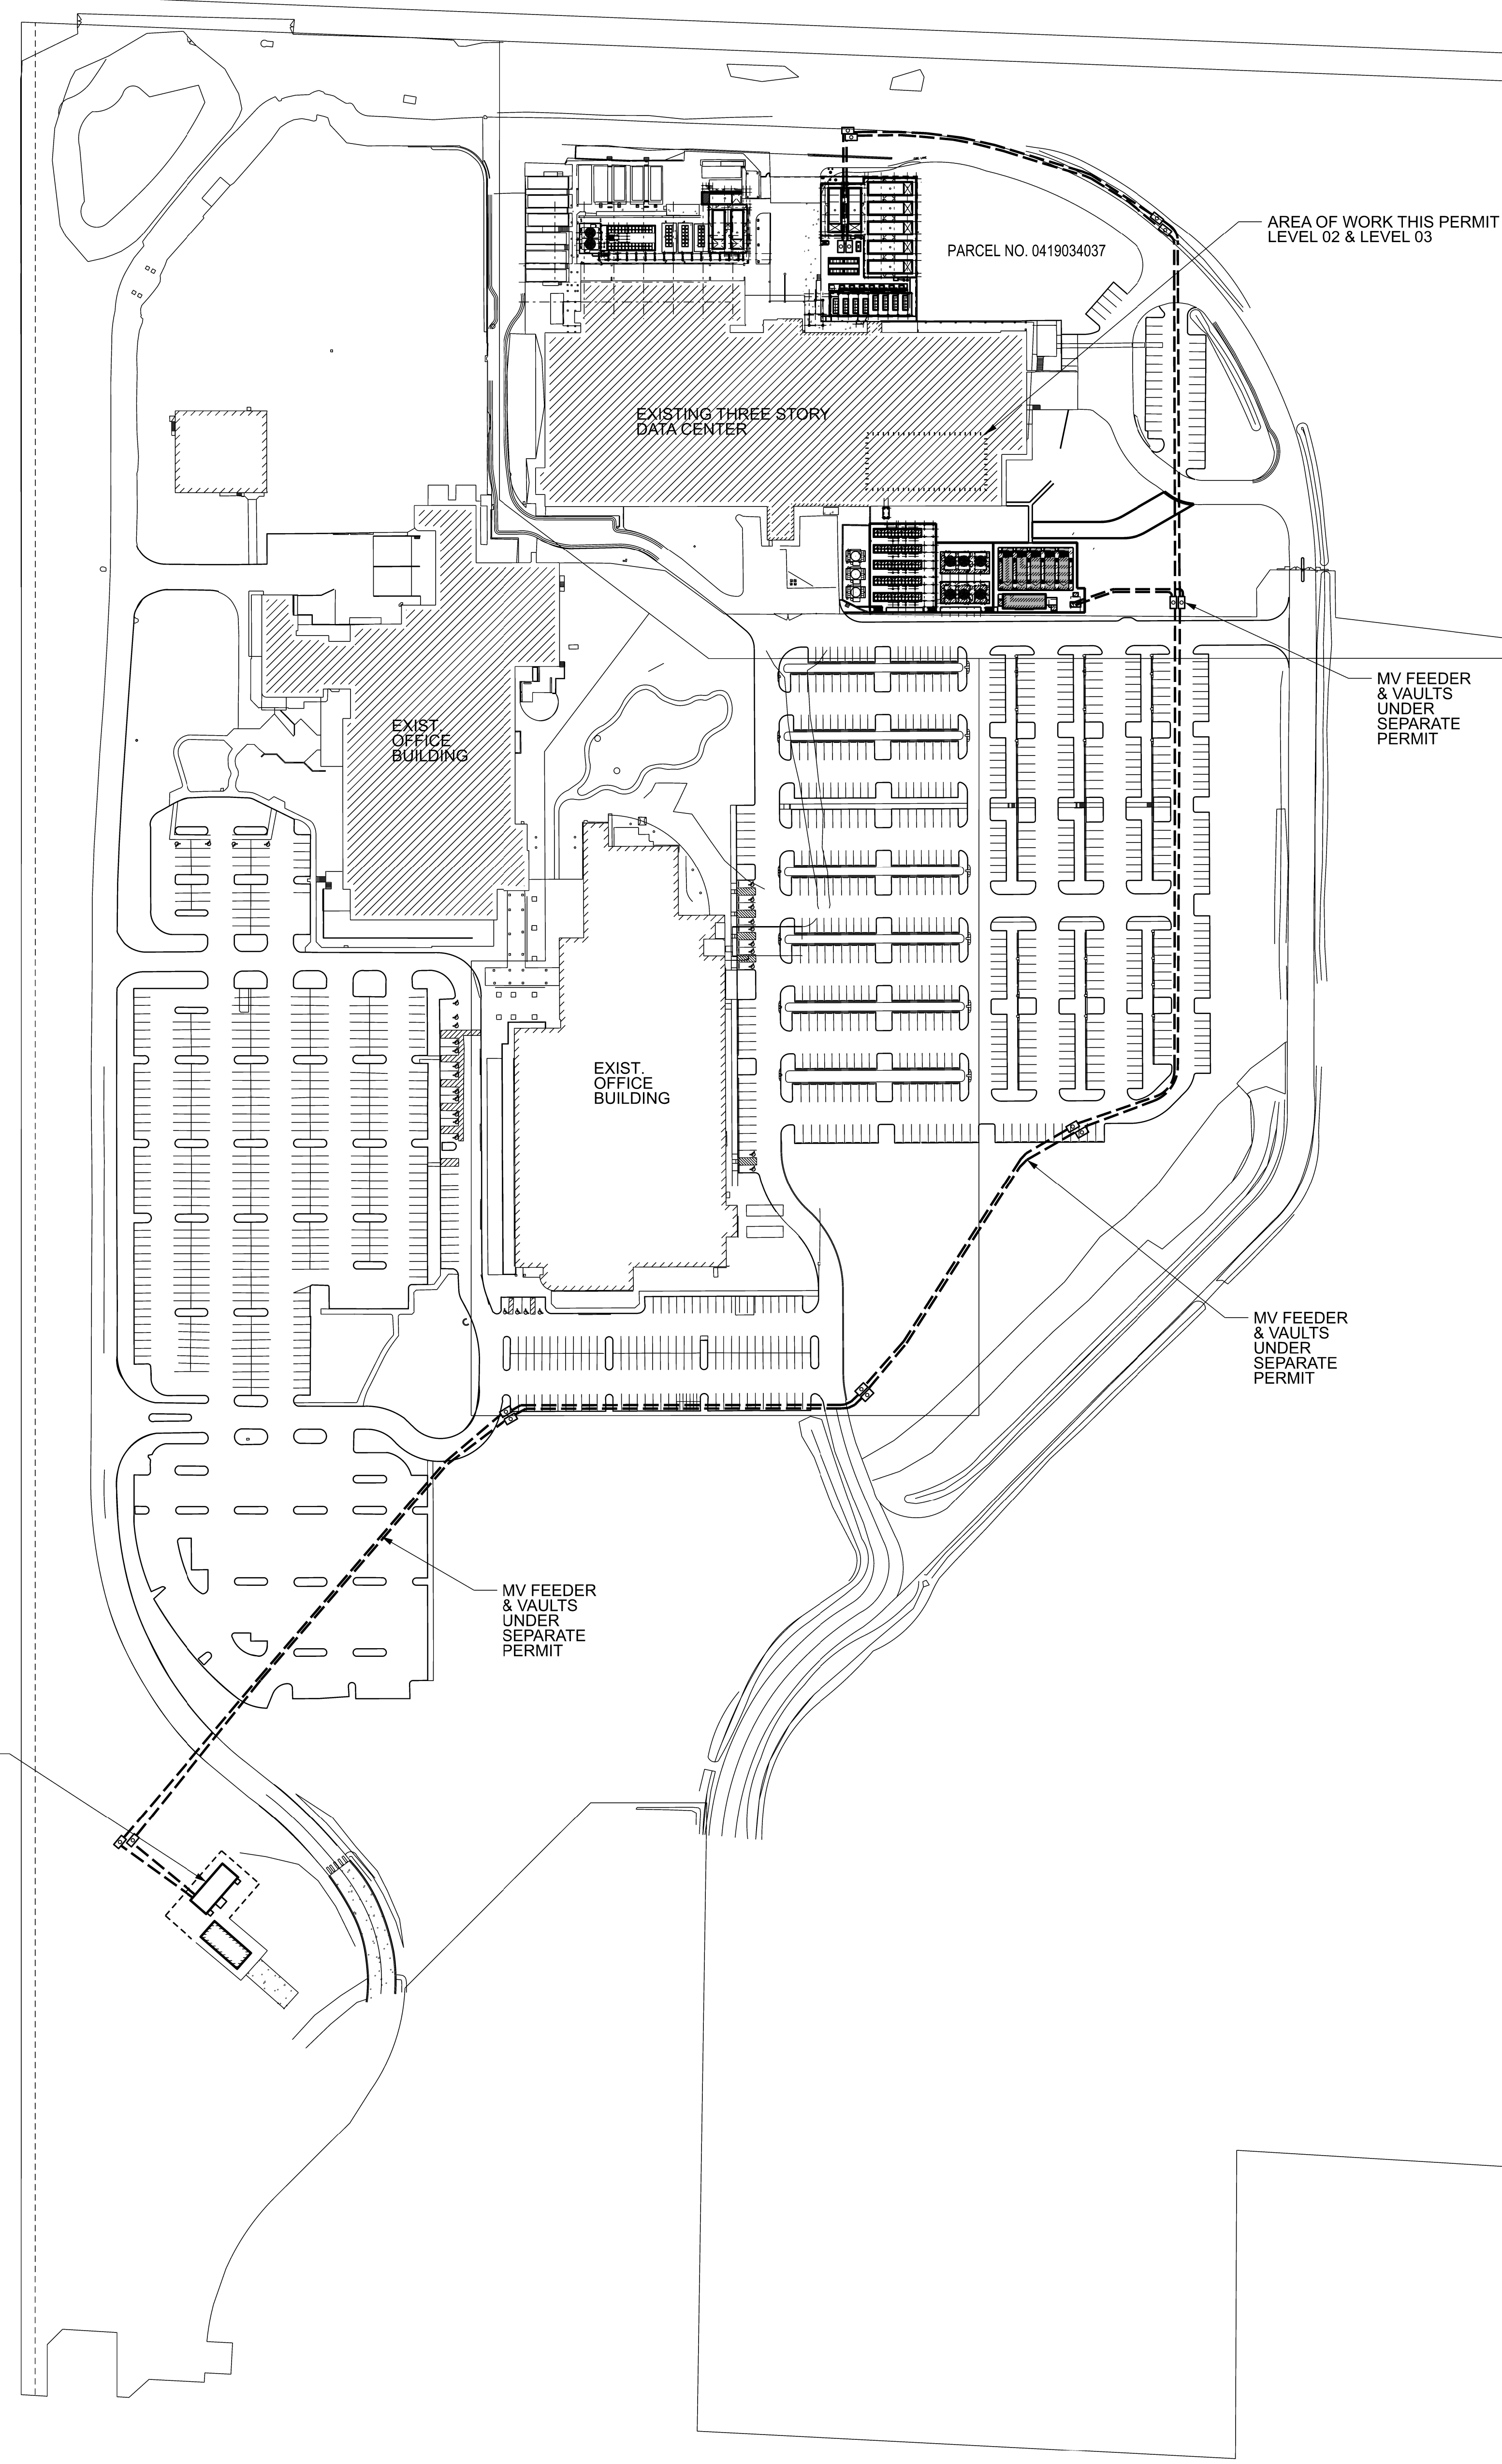 AREA OF WORK THIS PERMIT
LEVEL 02 & LEVEL 03
PARCEL NO. 0419034037
EXISTING THREE STORY
DATA CENTER
MV FEEDER
& VAULTS
UNDER
SEPARATE
PERMIT
EXIST.
OFFICE
BUILDING
EXIST.
OFFICE
BUILDING
MV FEEDER
& VAULTS
UNDER
SEPARATE
PERMIT
MV FEEDER
& VAULTS
UNDER
SEPARATE
PERMIT